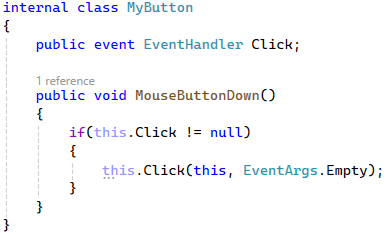 internal class MyButton
{
    public event EventHandler Click;
    1 reference
    public void MouseButtonDown()
    {
        if(this.Click != null)
        {
            this.Click(this, EventArgs.Empty);
        }
    }
}